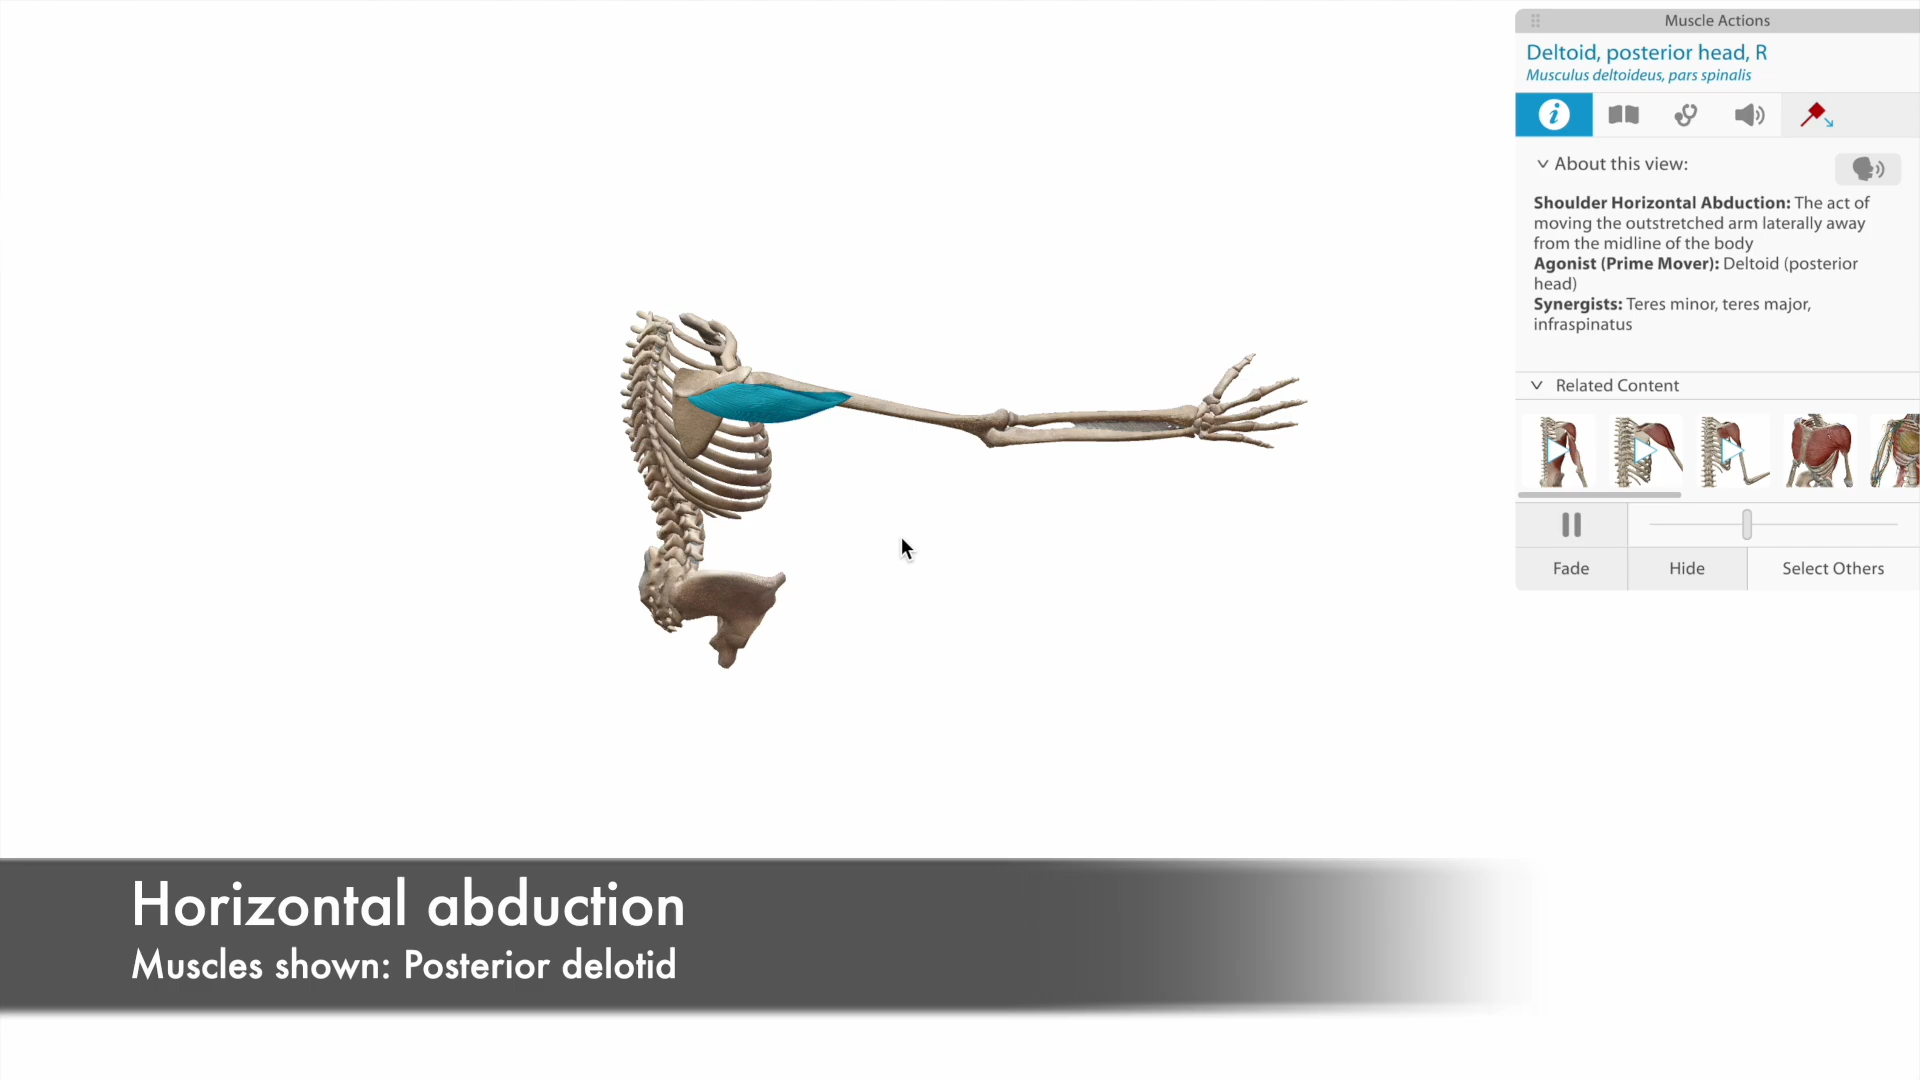 Muscle Actions
Deltoid, posterior head, R
Musculus deltoideus, pars spinalis
About this view:
Shoulder Horizontal Abduction: The act of
moving the outstretched arm laterally away
from the midline of the body
Agonist (Prime Mover): Deltoid (posterior
head)
Synergists: Teres minor, teres major,
infraspinatus
Related Content
Fade
Hide
Select Others
Horizontal abduction
Muscles shown: Posterior delotid